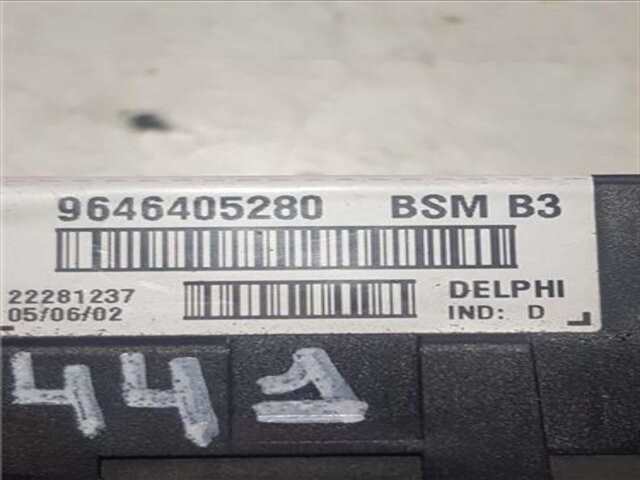 9646405280 BSM B3
22281237 DELPHI
05/06/02 IND: D
441